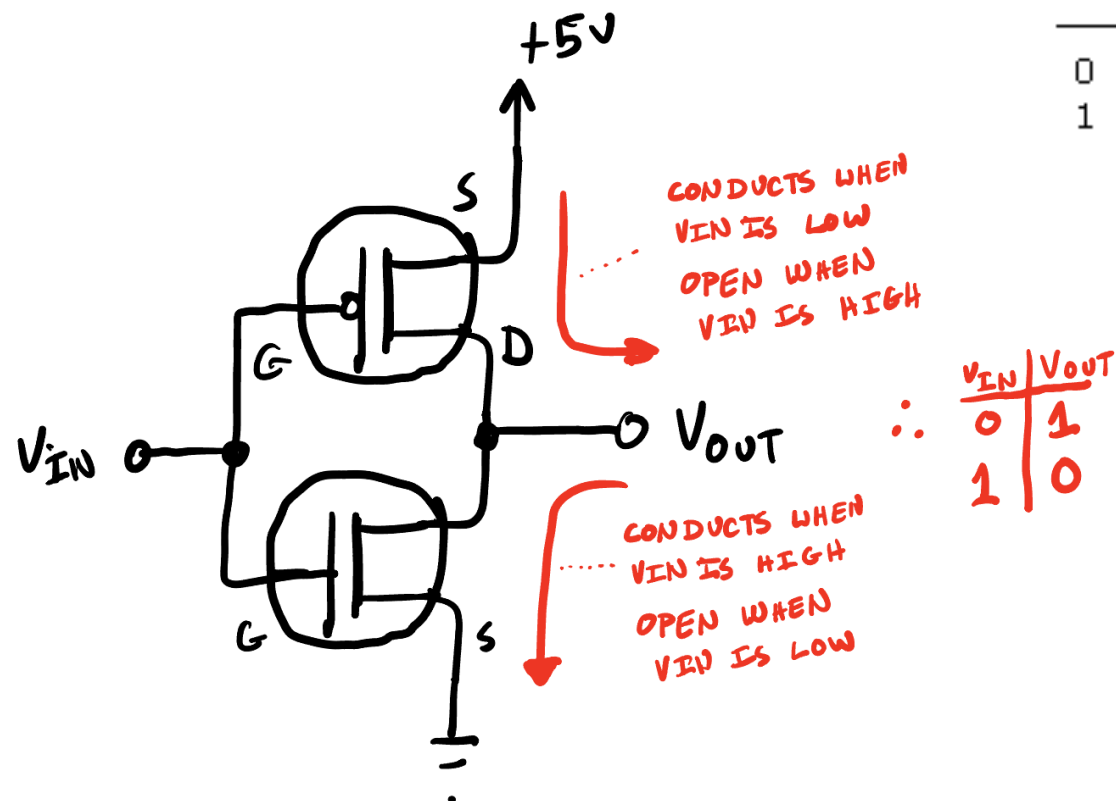 +5V
0
1
S
CONDUCTS WHEN
VIN IS LOW
OPEN WHEN
VIN IS HIGH
G
D
VIN
VOUT
∴
VIN | VOUT
0 | 1
1 | 0
CONDUCTS WHEN
VIN IS HIGH
OPEN WHEN
VIN IS LOW
G
S